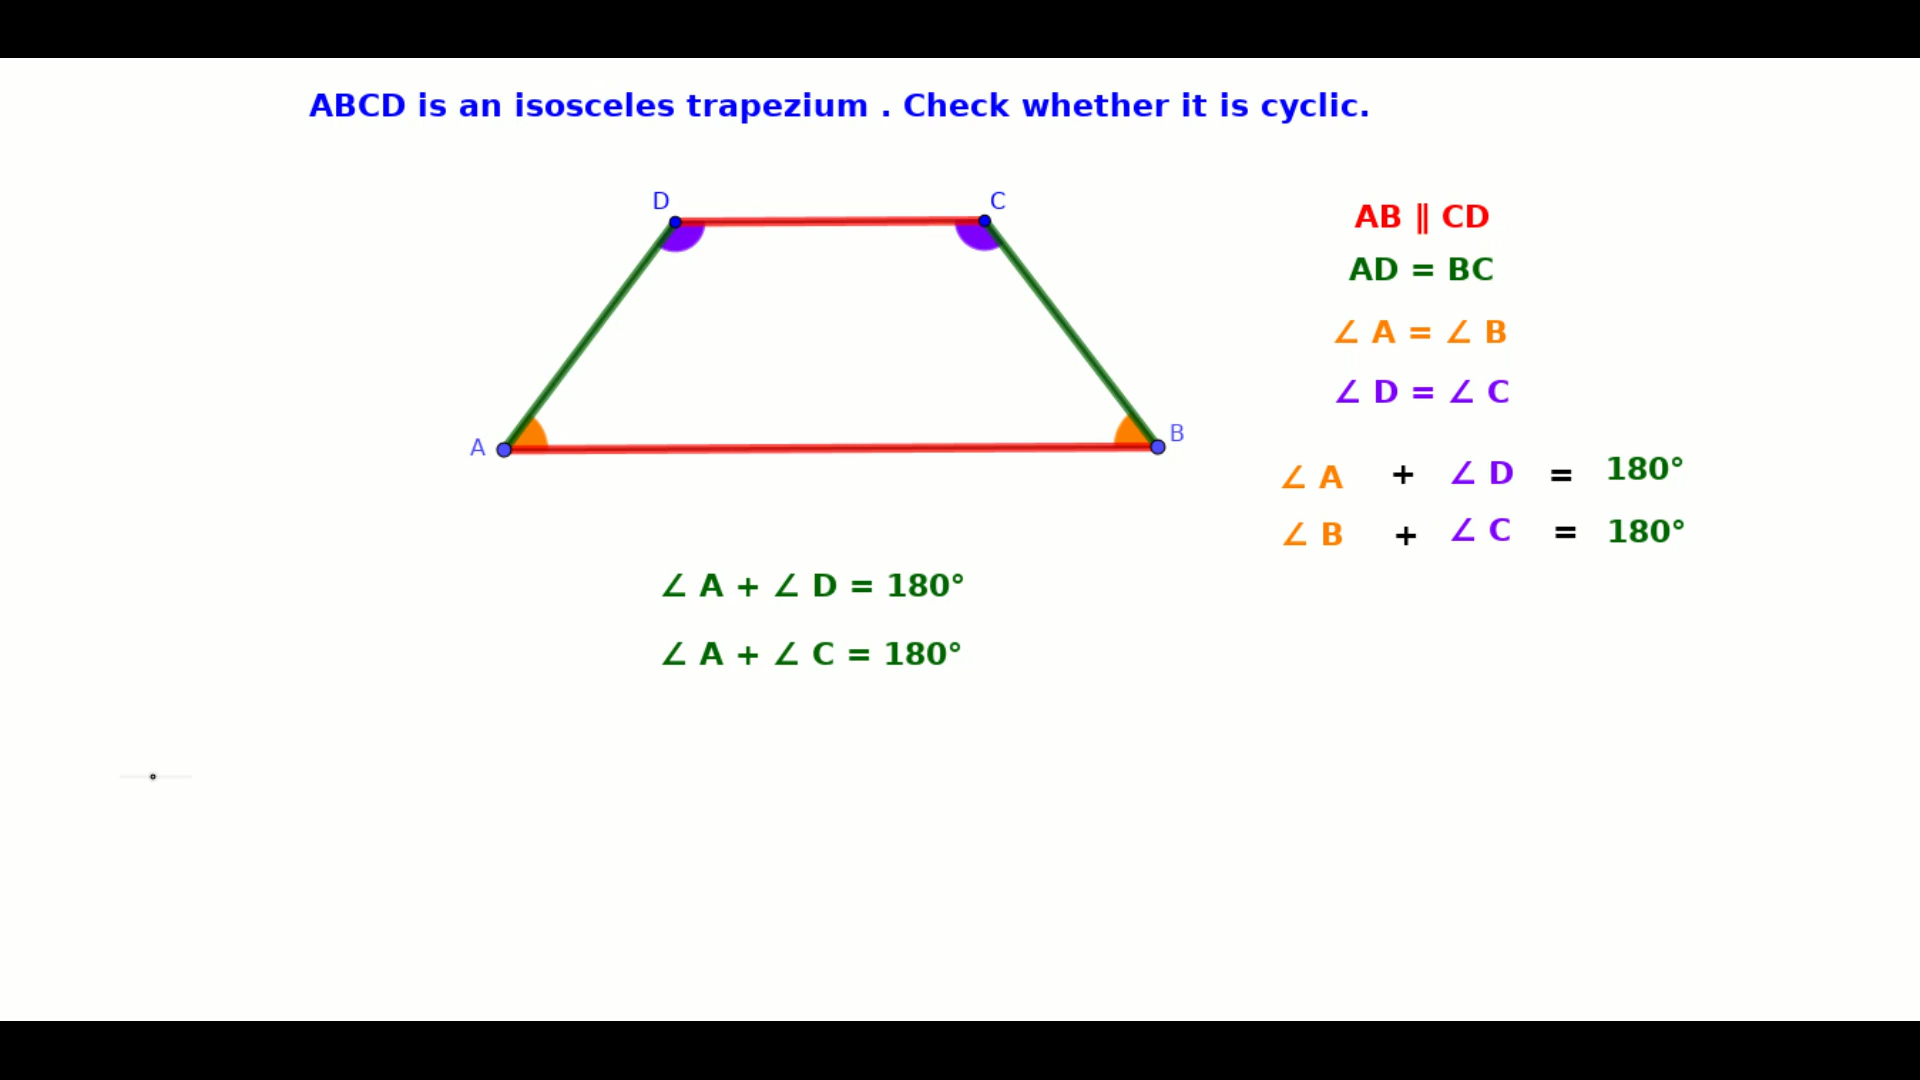 ABCD is an isosceles trapezium . Check whether it is cyclic.
D
C
A
B
AB ∥ CD
AD = BC
∠ A = ∠ B
∠ D = ∠ C
∠ A + ∠ D = 180°
∠ B + ∠ C = 180°
∠ A + ∠ D = 180°
∠ A + ∠ C = 180°